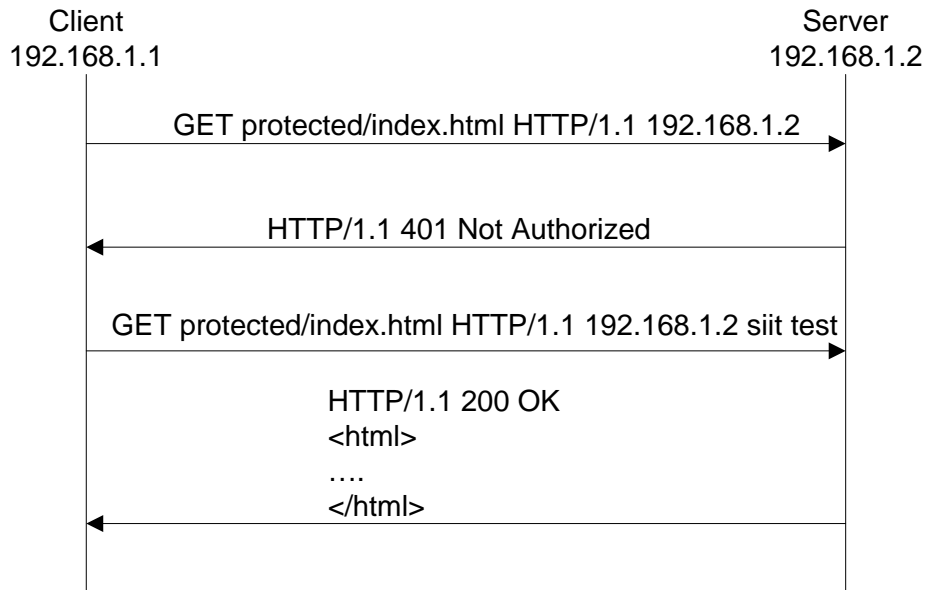 Client
192.168.1.1
Server
192.168.1.2
GET protected/index.html HTTP/1.1 192.168.1.2
HTTP/1.1 401 Not Authorized
GET protected/index.html HTTP/1.1 192.168.1.2 siit test
HTTP/1.1 200 OK
<html>
….
</html>